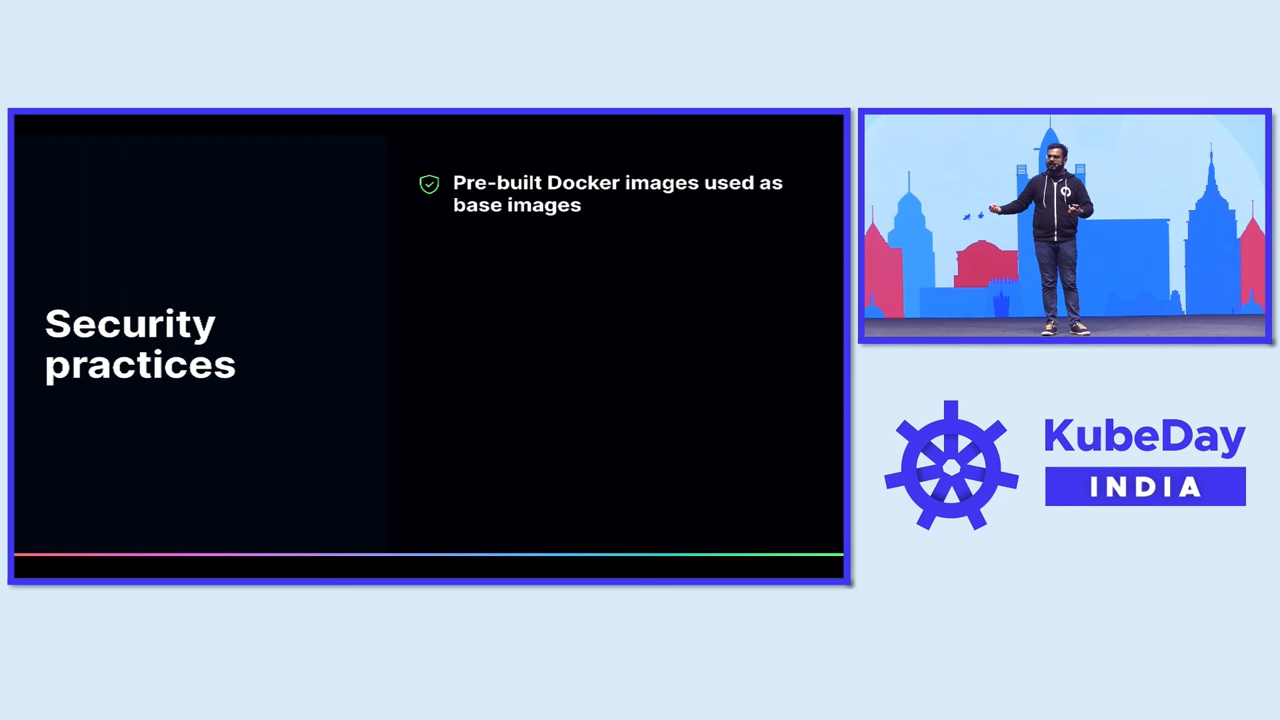 Security
practices
Pre-built Docker images used as
base images
KubeDay
INDIA